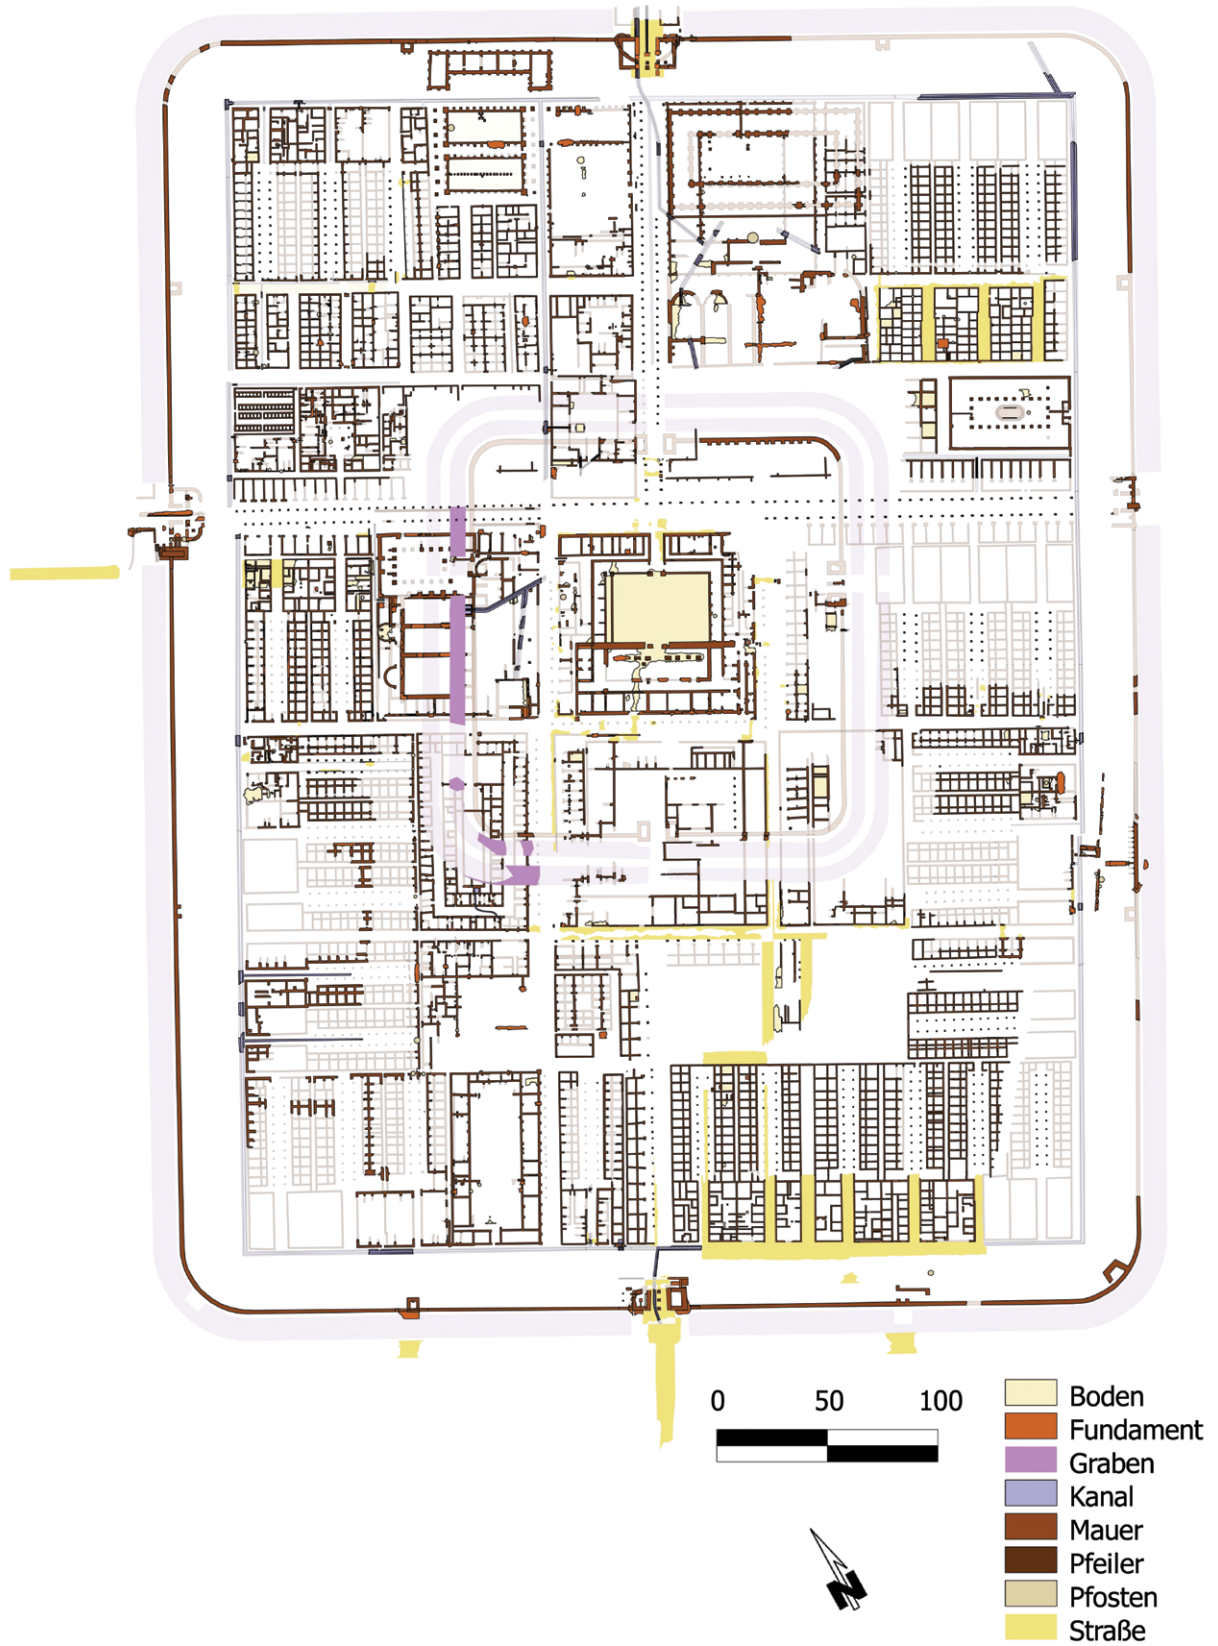 0 50 100
Boden
Fundament
Graben
Kanal
Mauer
Pfeiler
Pfosten
Straße
N